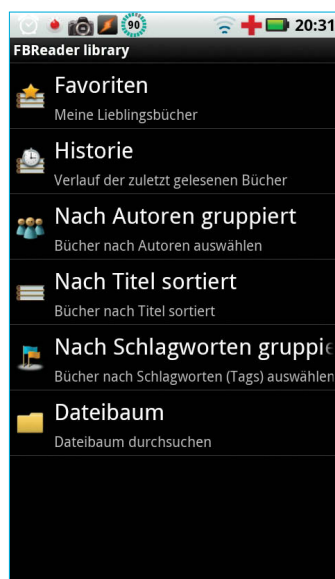 90
20:31
FBReader library
Favoriten
Meine Lieblingsbücher
Historie
Verlauf der zuletzt gelesenen Bücher
Nach Autoren gruppiert
Bücher nach Autoren auswählen
Nach Titel sortiert
Bücher nach Titel sortiert
Nach Schlagworten gruppie
Bücher nach Schlagworten (Tags) auswählen
Dateibaum
Dateibaum durchsuchen